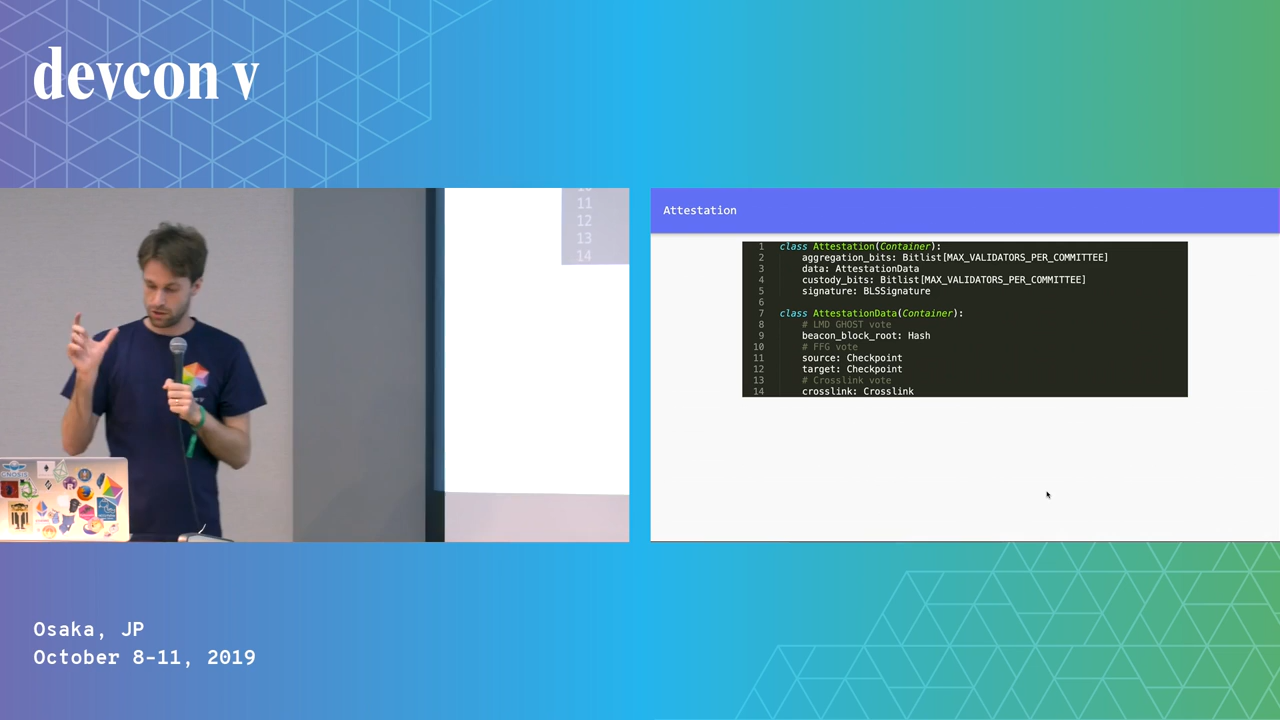 devcon v
11
12
13
14
GNOSIS
Attestation
1 class Attestation(Container):
2 aggregation_bits: Bitlist[MAX_VALIDATORS_PER_COMMITTEE]
3 data: AttestationData
4 custody_bits: Bitlist[MAX_VALIDATORS_PER_COMMITTEE]
5 signature: BLSSignature
6
7 class AttestationData(Container):
8 # LMD GHOST vote
9 beacon_block_root: Hash
10 # FFG vote
11 source: Checkpoint
12 target: Checkpoint
13 # Crosslink vote
14 crosslink: Crosslink
Osaka, JP
October 8-11, 2019